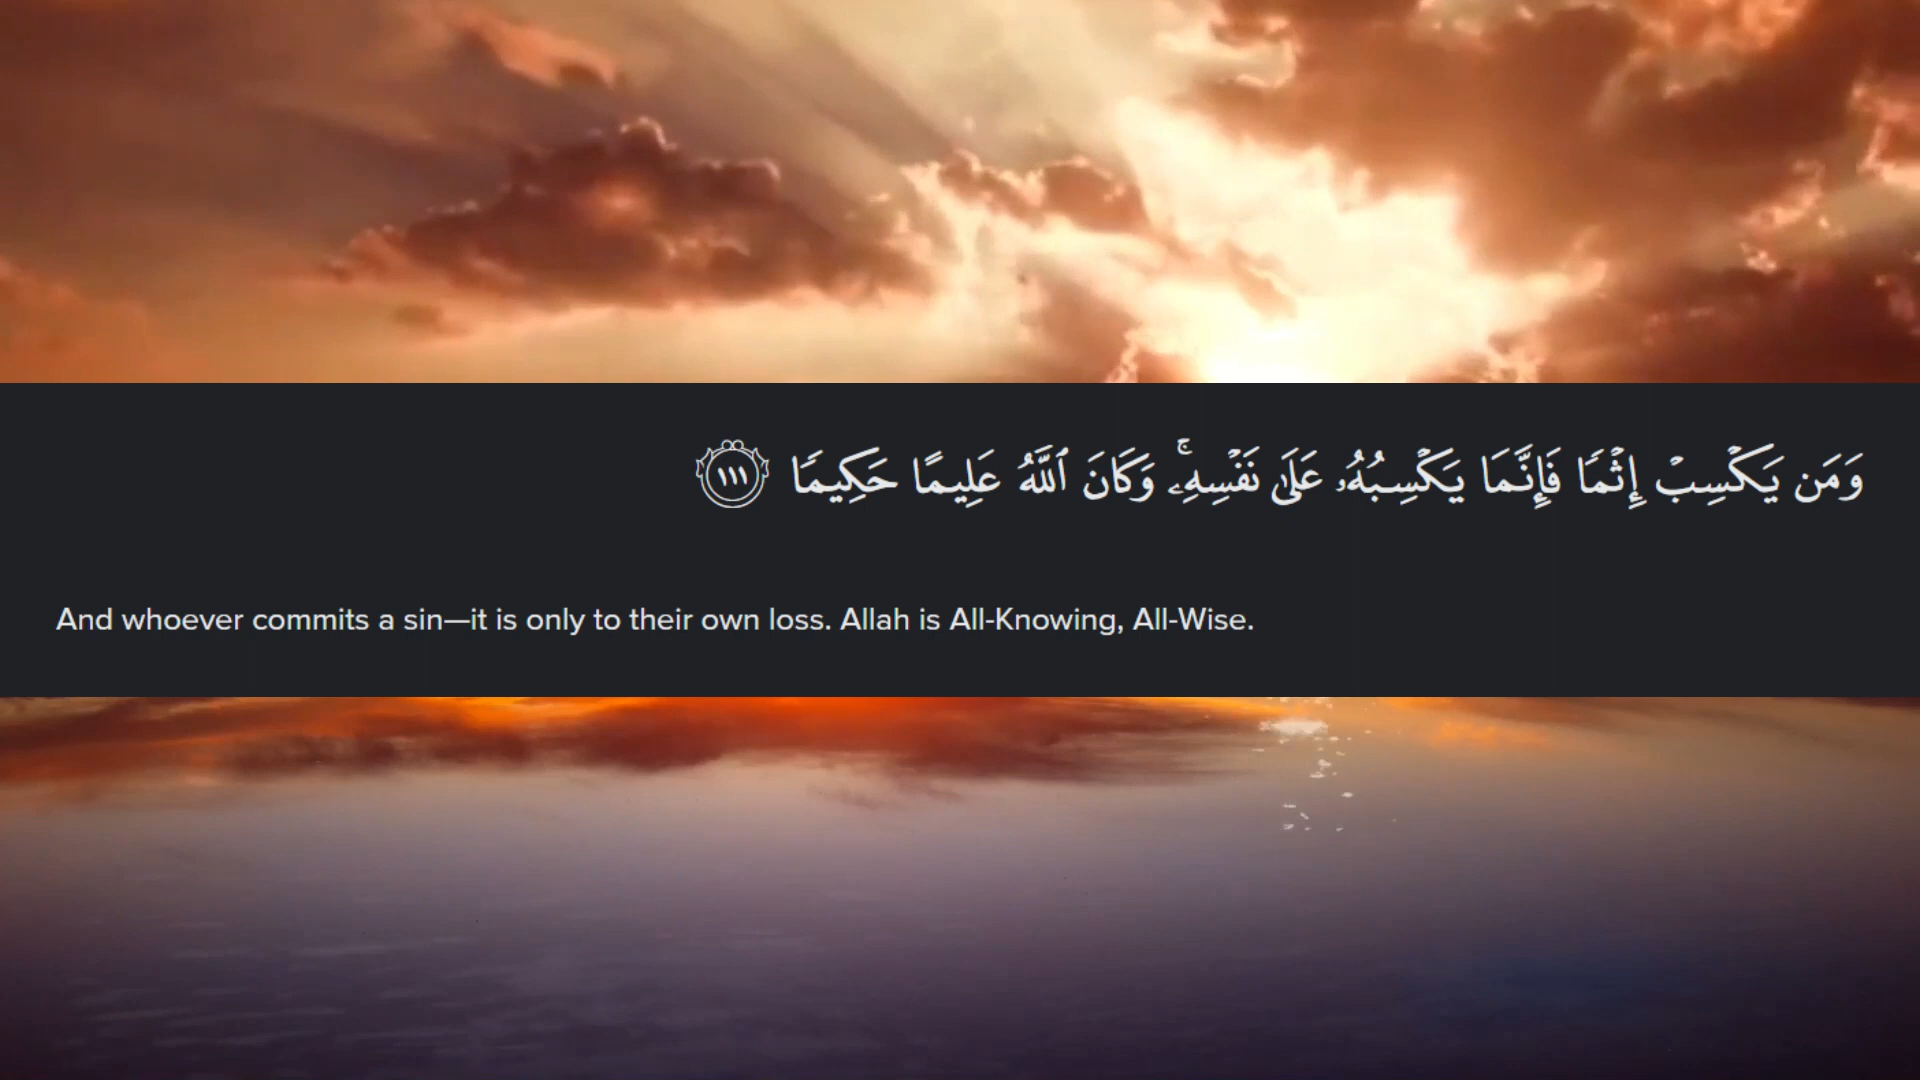 وَمَن يَكْسِبْ إِثْمًا فَإِنَّمَا يَكْسِبُهُۥ عَلَىٰ نَفْسِهِۦ ۚ وَكَانَ ٱللَّهُ عَلِيمًا حَكِيمًا ١١١
And whoever commits a sin—it is only to their own loss. Allah is All-Knowing, All-Wise.